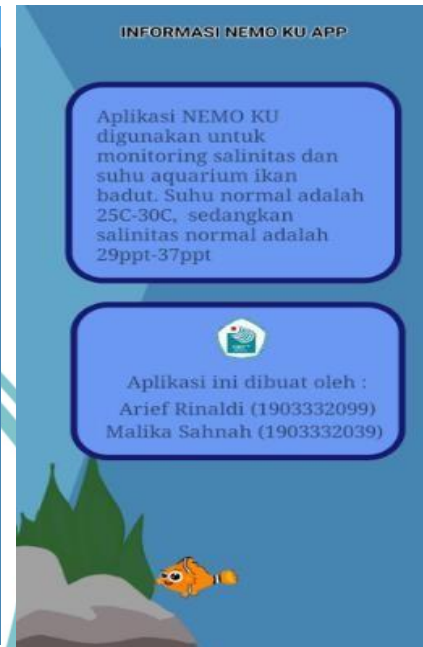 INFORMASI NEMO KU APP
Aplikasi NEMO KU
digunakan untuk
monitoring salinitas dan
suhu aquarium ikan
badut. Suhu normal adalah
25C-30C, sedangkan
salinitas normal adalah
29ppt-37ppt
Aplikasi ini dibuat oleh :
Arief Rinaldi (1903332099)
Malika Sahnah (1903332039)